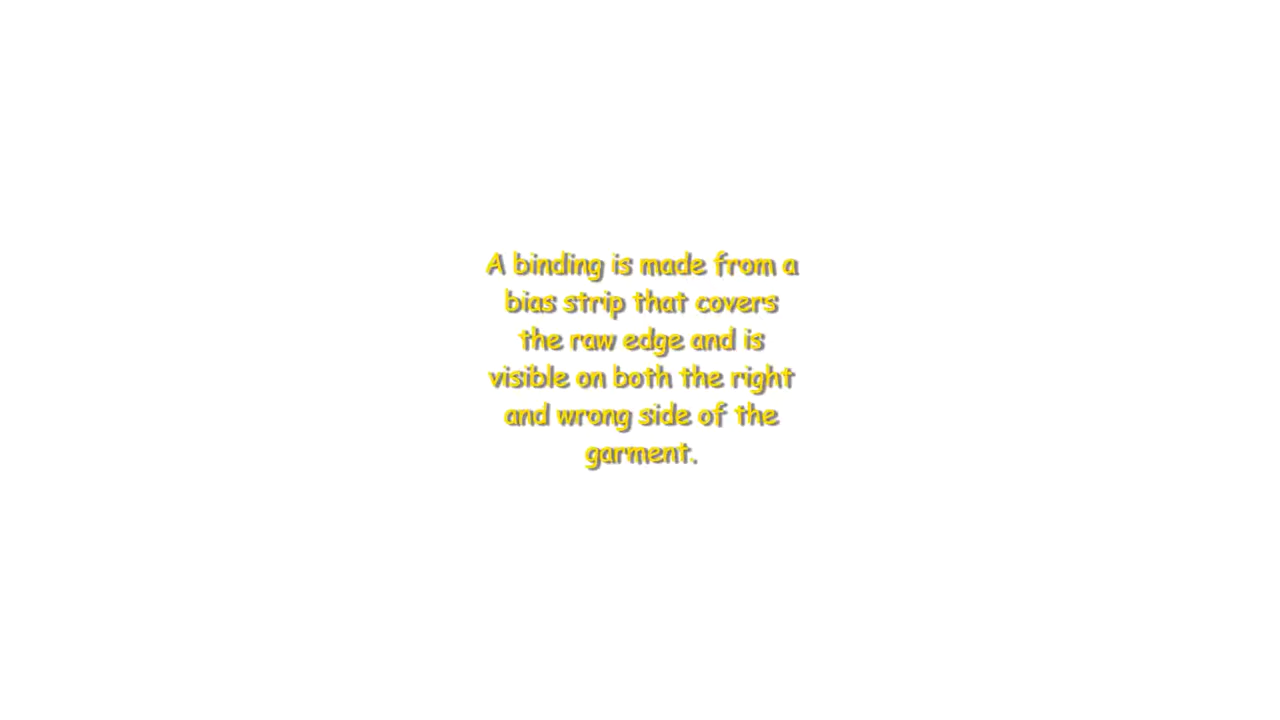 A binding is made from a
bias strip that covers
the raw edge and is
visible on both the right
and wrong side of the
garment.